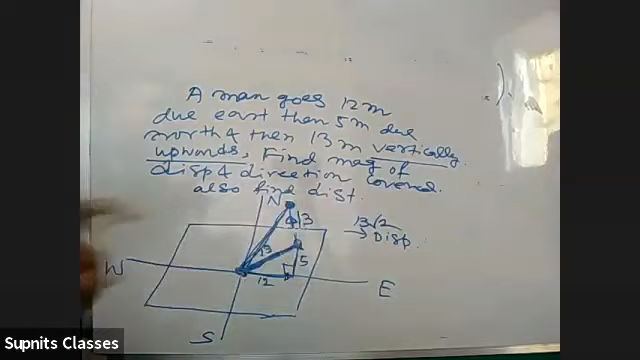 A man goes 12m
due east then 5m due
north & then 13m vertically
upwards, Find mag of
disp & direction covered.
also find dist.
N
13
13√2
→ Disp.
13
5
W
12
E
S
Supnits Classes